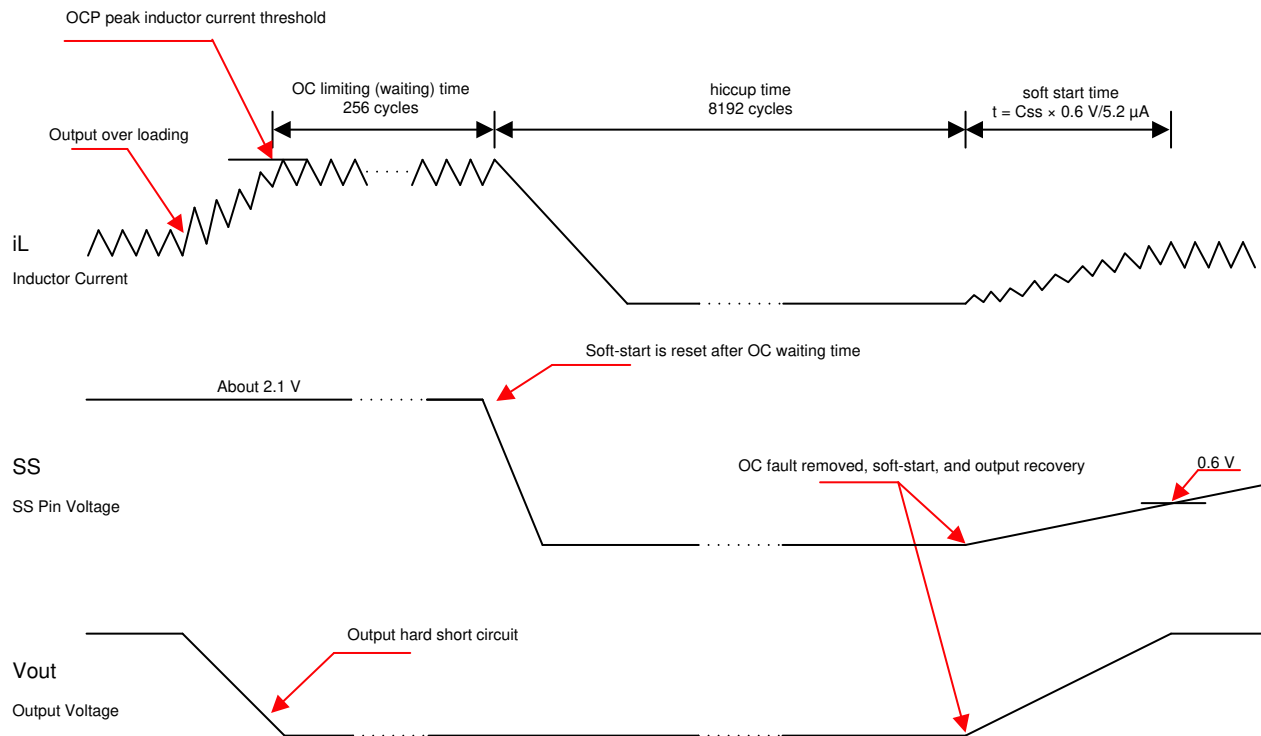 OCP peak inductor current threshold
OC limiting (waiting) time
256 cycles
hiccup time
8192 cycles
soft start time
t = Css × 0.6 V/5.2 µA
Output over loading
iL
Inductor Current
Soft-start is reset after OC waiting time
About 2.1 V
SS
SS Pin Voltage
OC fault removed, soft-start, and output recovery
0.6 V
Output hard short circuit
Vout
Output Voltage